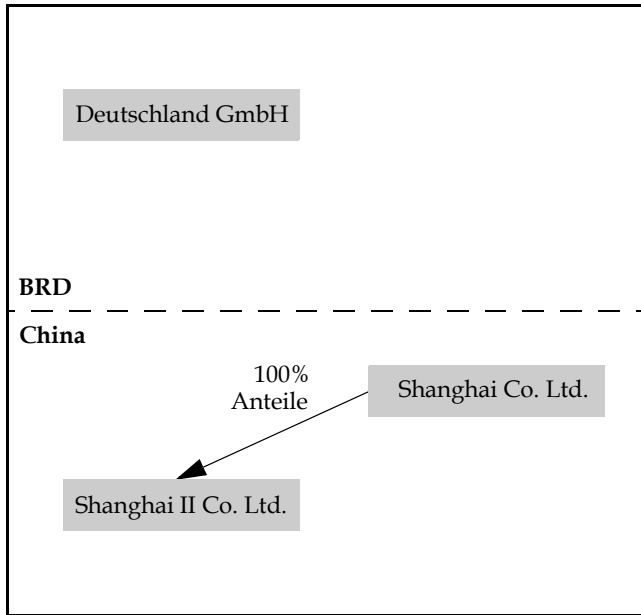 Deutschland GmbH
BRD
China
100%
Anteile
Shanghai Co. Ltd.
Shanghai II Co. Ltd.